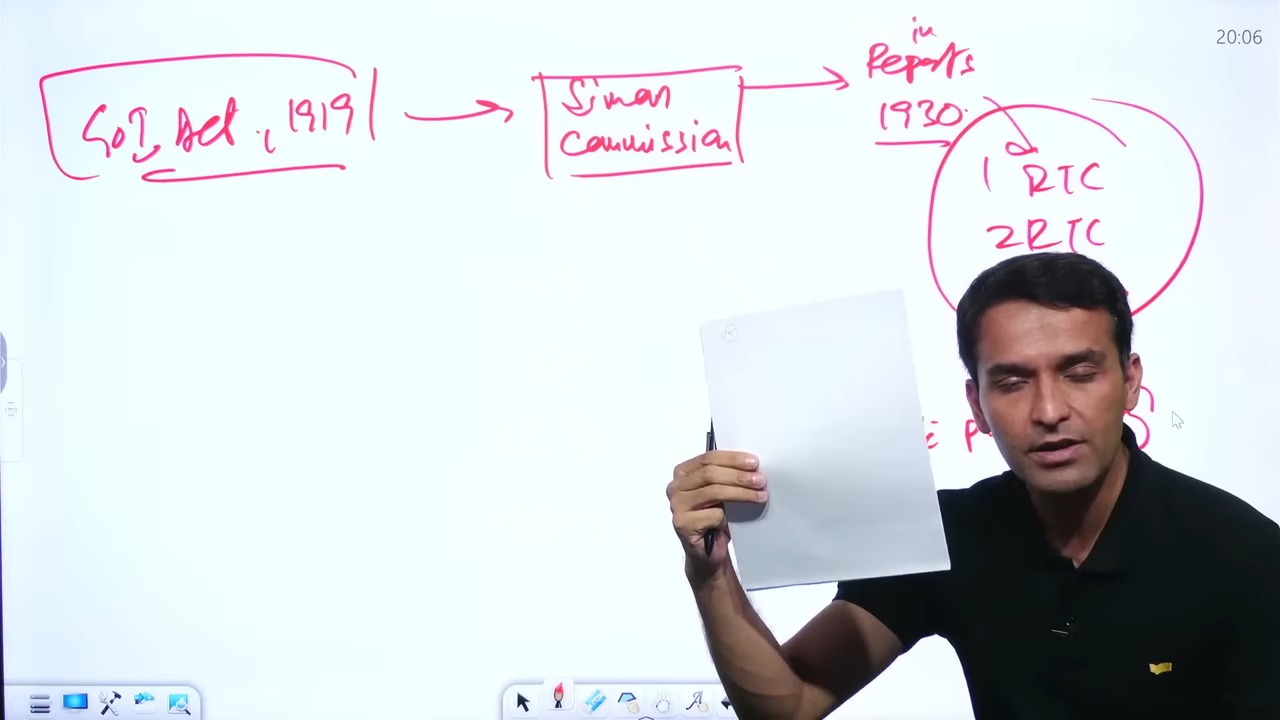 GoI Act, 1919
Simon
Commission
in
Reports
1930.
1 RTC
2 RTC
20:06